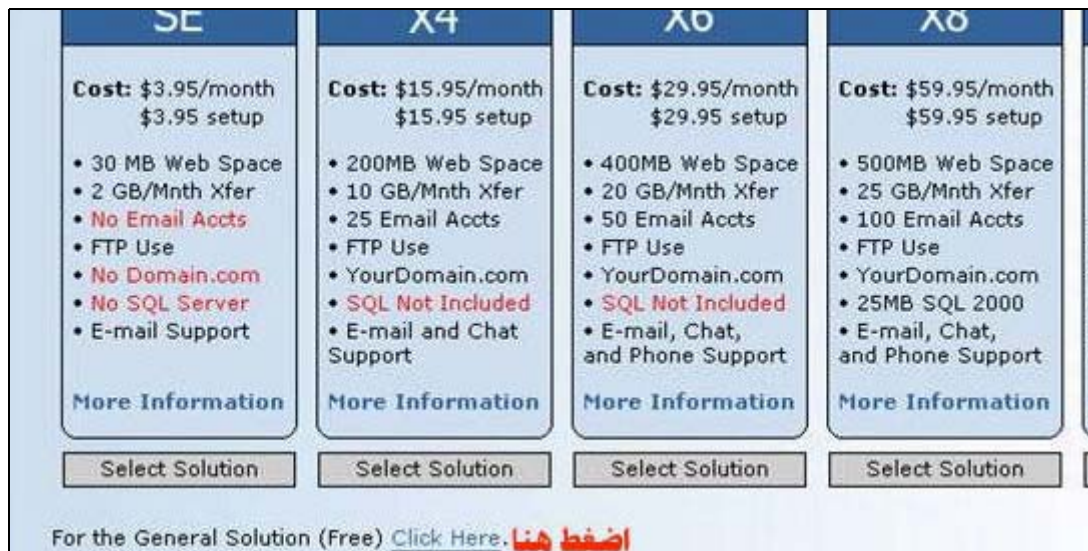 SE
Cost: $3.95/month
$3.95 setup
• 30 MB Web Space
• 2 GB/Mnth Xfer
• No Email Accts
• FTP Use
• No Domain.com
• No SQL Server
• E-mail Support
More Information
Select Solution
X4
Cost: $15.95/month
$15.95 setup
• 200MB Web Space
• 10 GB/Mnth Xfer
• 25 Email Accts
• FTP Use
• YourDomain.com
• SQL Not Included
• E-mail and Chat
Support
More Information
Select Solution
X6
Cost: $29.95/month
$29.95 setup
• 400MB Web Space
• 20 GB/Mnth Xfer
• 50 Email Accts
• FTP Use
• YourDomain.com
• SQL Not Included
• E-mail, Chat,
and Phone Support
More Information
Select Solution
X8
Cost: $59.95/month
$59.95 setup
• 500MB Web Space
• 25 GB/Mnth Xfer
• 100 Email Accts
• FTP Use
• YourDomain.com
• 25MB SQL 2000
• E-mail, Chat,
and Phone Support
More Information
Select Solution
For the General Solution (Free) Click Here. اضغط هنا